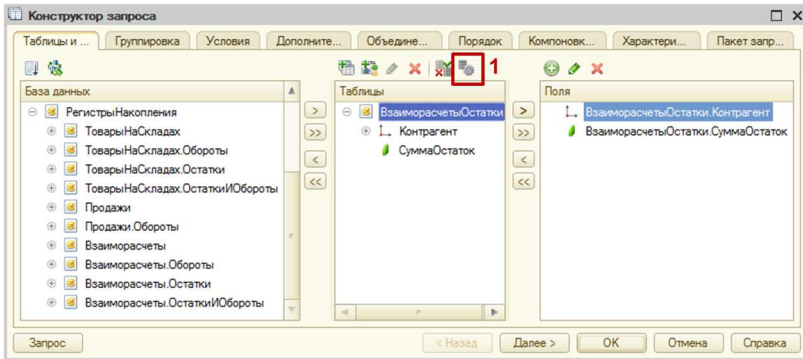 Конструктор запроса
Таблицы и ...
Группировка
Условия
Дополните...
Объедине...
Порядок
Компоновк...
Характери...
Пакет запр...
1
База данных
РегистрыНакопления
ТоварыНаСкладах
ТоварыНаСкладах.Обороты
ТоварыНаСкладах.Остатки
ТоварыНаСкладах.ОстаткиИОбороты
Продажи
Продажи.Обороты
Взаиморасчеты
Взаиморасчеты.Обороты
Взаиморасчеты.Остатки
Взаиморасчеты.ОстаткиИОбороты
>
>>
<
<<
Таблицы
ВзаиморасчетыОстатки
Контрагент
СуммаОстаток
>
>>
<
<<
Поля
ВзаиморасчетыОстатки.Контрагент
ВзаиморасчетыОстатки.СуммаОстаток
Запрос
< Назад
Далее >
OK
Отмена
Справка